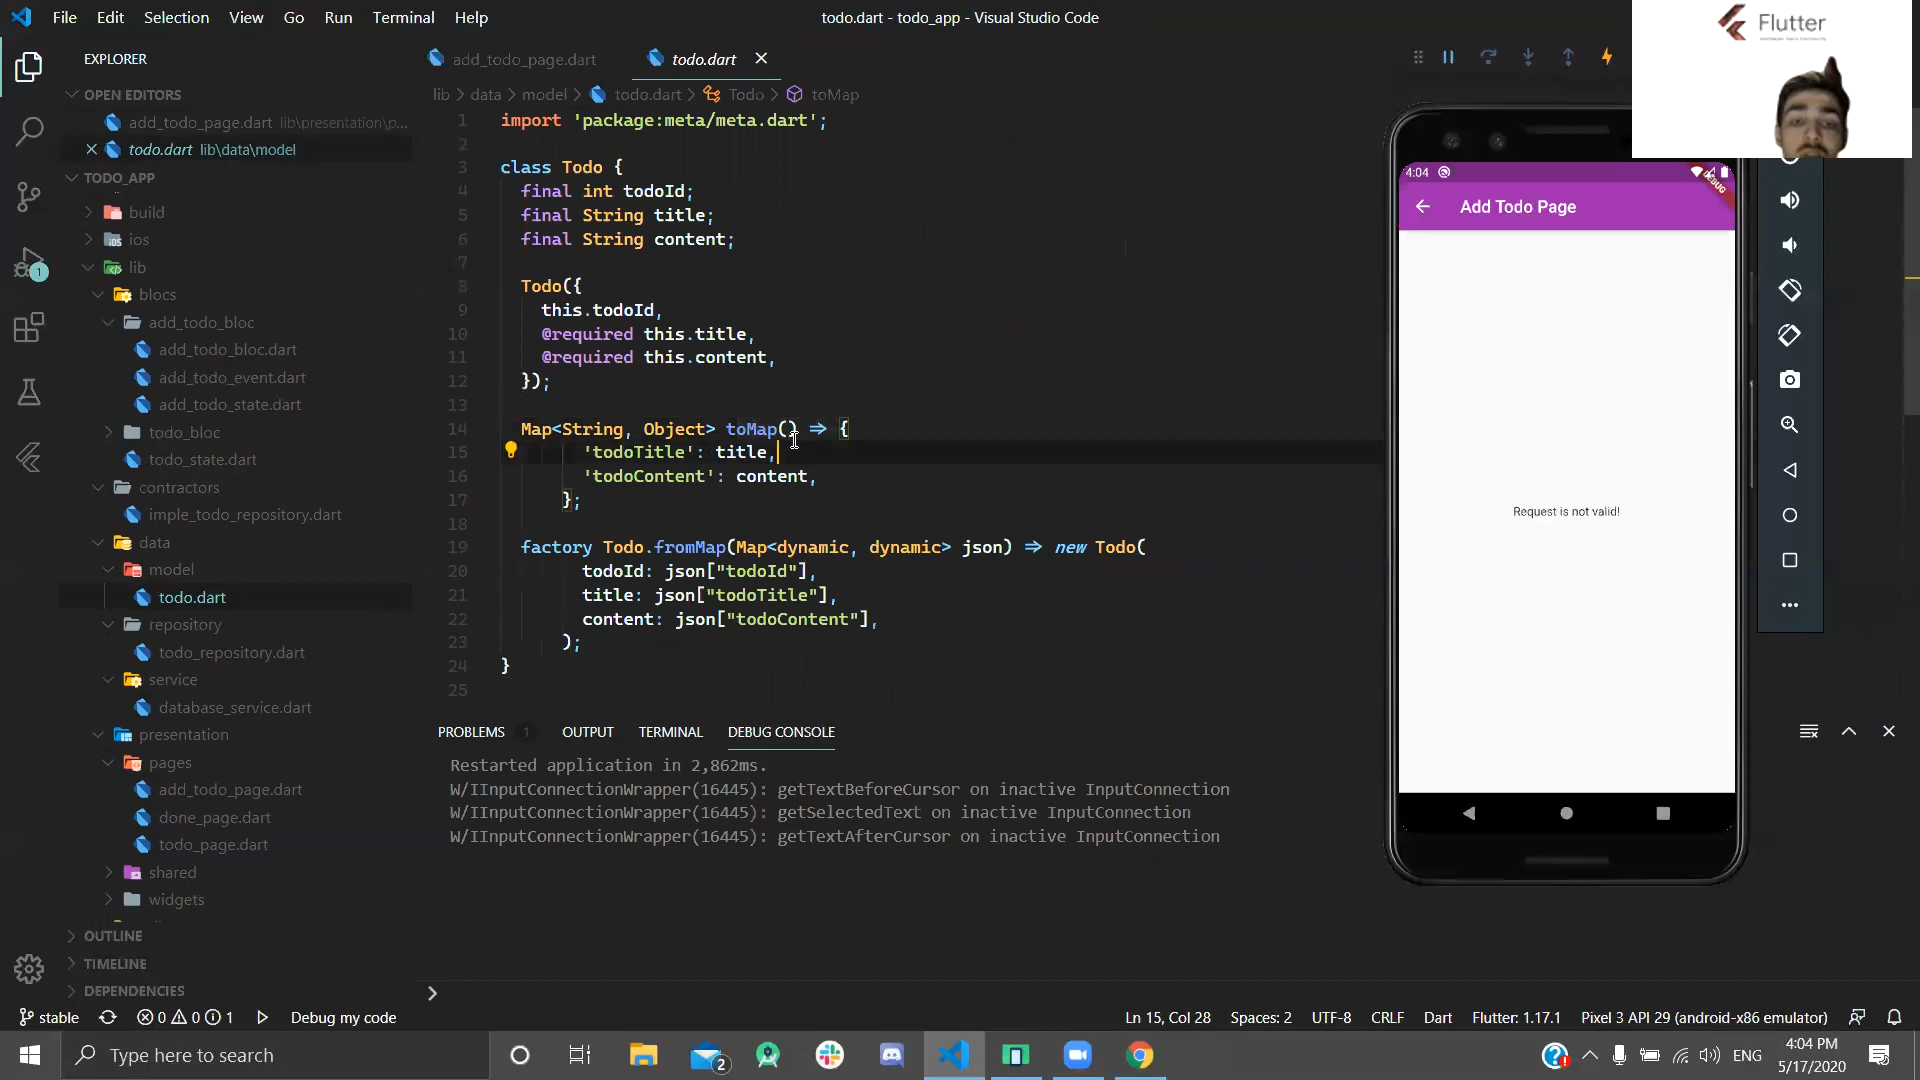 File Edit Selection View Go Run Terminal Help
todo.dart - todo_app - Visual Studio Code
Flutter
EXPLORER
OPEN EDITORS
add_todo_page.dart lib\presentation\p...
todo.dart lib\data\model
TODO_APP
build
ios
lib
blocs
add_todo_bloc
add_todo_bloc.dart
add_todo_event.dart
add_todo_state.dart
todo_bloc
todo_state.dart
contractors
imple_todo_repository.dart
data
model
todo.dart
repository
todo_repository.dart
service
database_service.dart
presentation
pages
add_todo_page.dart
done_page.dart
todo_page.dart
shared
widgets
OUTLINE
TIMELINE
DEPENDENCIES
1
add_todo_page.dart
todo.dart
lib > data > model > todo.dart > Todo > toMap
1 import 'package:meta/meta.dart';
2
3 class Todo {
4 final int todoId;
5 final String title;
6 final String content;
7
8 Todo({
9 this.todoId,
10 @required this.title,
11 @required this.content,
12 });
13
14 Map<String, Object> toMap() => {
15 'todoTitle': title,
16 'todoContent': content,
17 };
18
19 factory Todo.fromMap(Map<dynamic, dynamic> json) => new Todo(
20 todoId: json["todoId"],
21 title: json["todoTitle"],
22 content: json["todoContent"],
23 );
24 }
25
PROBLEMS 1 OUTPUT TERMINAL DEBUG CONSOLE
Restarted application in 2,862ms.
W/IInputConnectionWrapper(16445): getTextBeforeCursor on inactive InputConnection
W/IInputConnectionWrapper(16445): getSelectedText on inactive InputConnection
W/IInputConnectionWrapper(16445): getTextAfterCursor on inactive InputConnection
4:04
DEBUG
Add Todo Page
Request is not valid!
stable 0 0 1 Debug my code
Ln 15, Col 28 Spaces: 2 UTF-8 CRLF Dart Flutter: 1.17.1 Pixel 3 API 29 (android-x86 emulator)
Type here to search
2
ENG
4:04 PM
5/17/2020